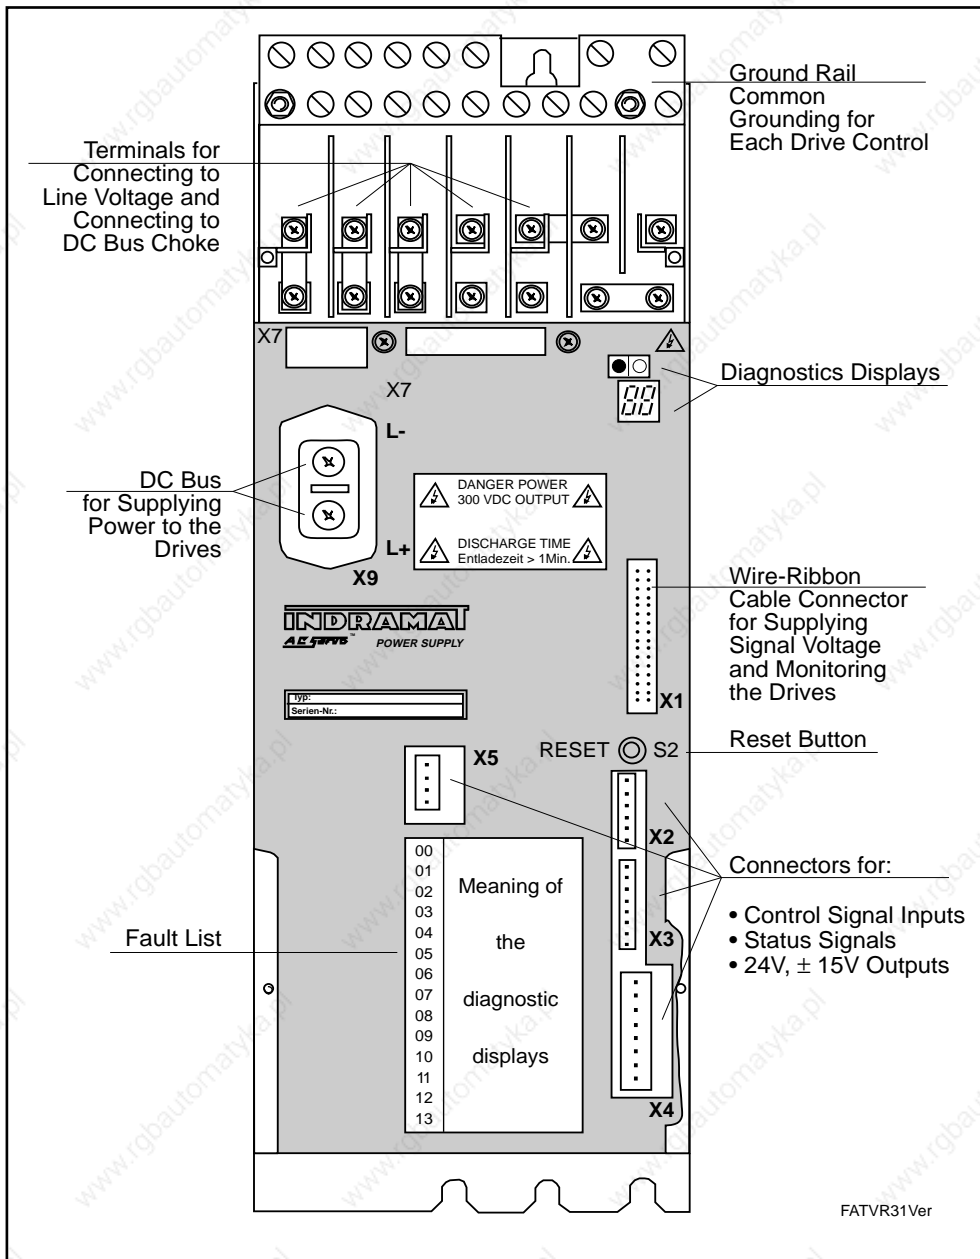 Ground Rail
Common
Grounding for
Each Drive Control
Terminals for
Connecting to
Line Voltage and
Connecting to
DC Bus Choke
X7
X7
Diagnostics Displays
L-
DC Bus
for Supplying
Power to the
Drives
DANGER POWER
300 VDC OUTPUT
DISCHARGE TIME
Entladezeit > 1Min.
L+
X9
Wire-Ribbon
Cable Connector
for Supplying
Signal Voltage
and Monitoring
the Drives
X1
INDRAMAT
AC Servo™ POWER SUPPLY
Typ:
Serien-Nr.:
RESET S2
Reset Button
X5
X2
X3
X4
Connectors for:
• Control Signal Inputs
• Status Signals
• 24V, ± 15V Outputs
Fault List
00
01
02
03
04
05
06
07
08
09
10
11
12
13
Meaning of
the
diagnostic
displays
FATVR31Ver
www.rgbautomatyka.pl